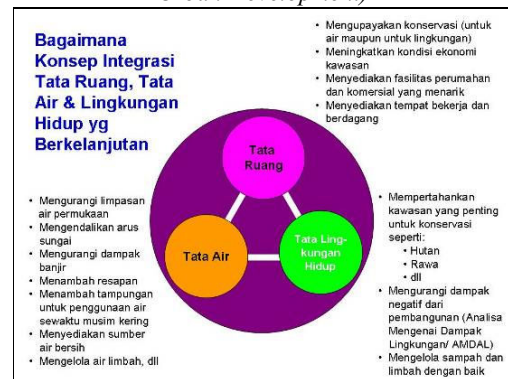 Bagaimana
Konsep Integrasi
Tata Ruang, Tata
Air & Lingkungan
Hidup yg
Berkelanjutan
• Mengupayakan konservasi (untuk
air maupun untuk lingkungan)
• Meningkatkan kondisi ekonomi
kawasan
• Menyediakan fasilitas perumahan
dan komersial yang menarik
• Menyediakan tempat bekerja dan
berdagang
Tata
Ruang
Tata Air
Tata Ling-
kungan
Hidup
• Mengurangi limpasan
air permukaan
• Mengendalikan arus
sungai
• Mengurangi dampak
banjir
• Menambah resapan
• Menambah tampungan
untuk penggunaan air
sewaktu musim kering
• Menyediakan sumber
air bersih
• Mengelola air limbah, dll
• Mempertahankan
kawasan yang penting
untuk konservasi
seperti:
• Hutan
• Rawa
• dll
• Mengurangi dampak
negatif dari
pembangunan (Analisa
Mengenai Dampak
Lingkungan/ AMDAL)
• Mengelola sampah dan
limbah dengan baik